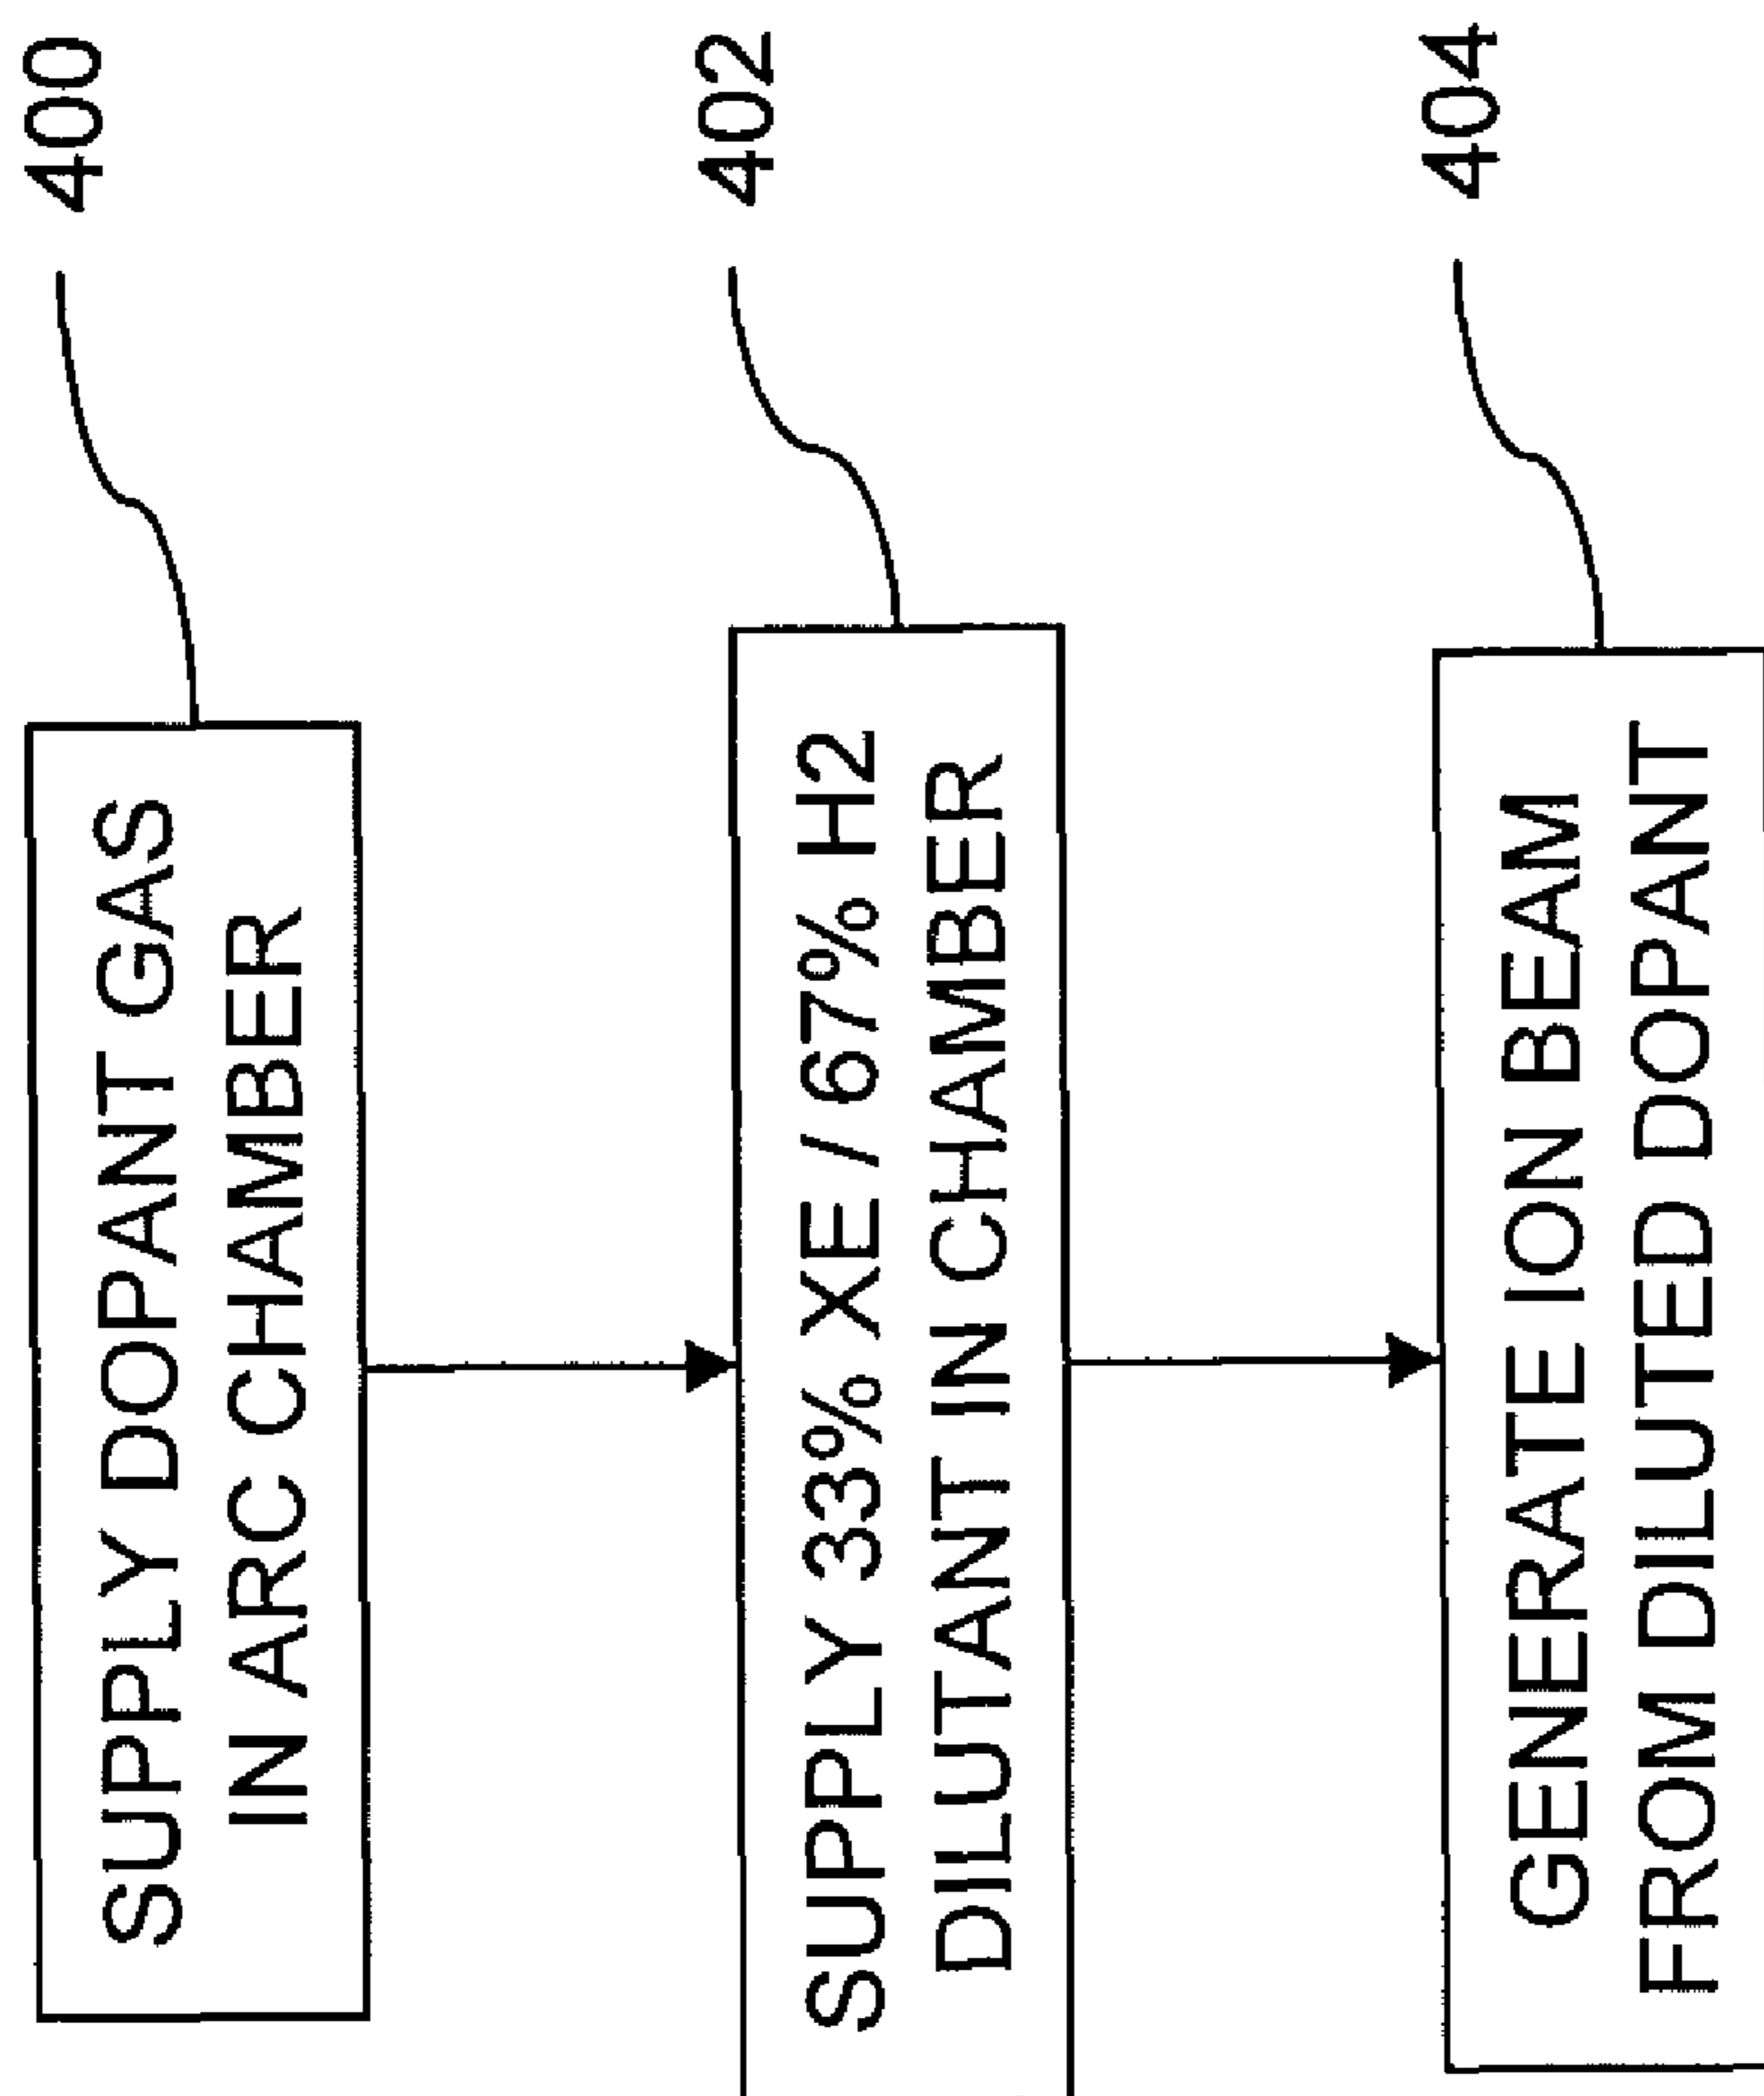 SUPPLY DOPANT GAS
IN ARC CHAMBER
400
SUPPLY 33% XE / 67% H2
DILUTANT IN CHAMBER
402
GENERATE ION BEAM
FROM DILUTED DOPANT
404